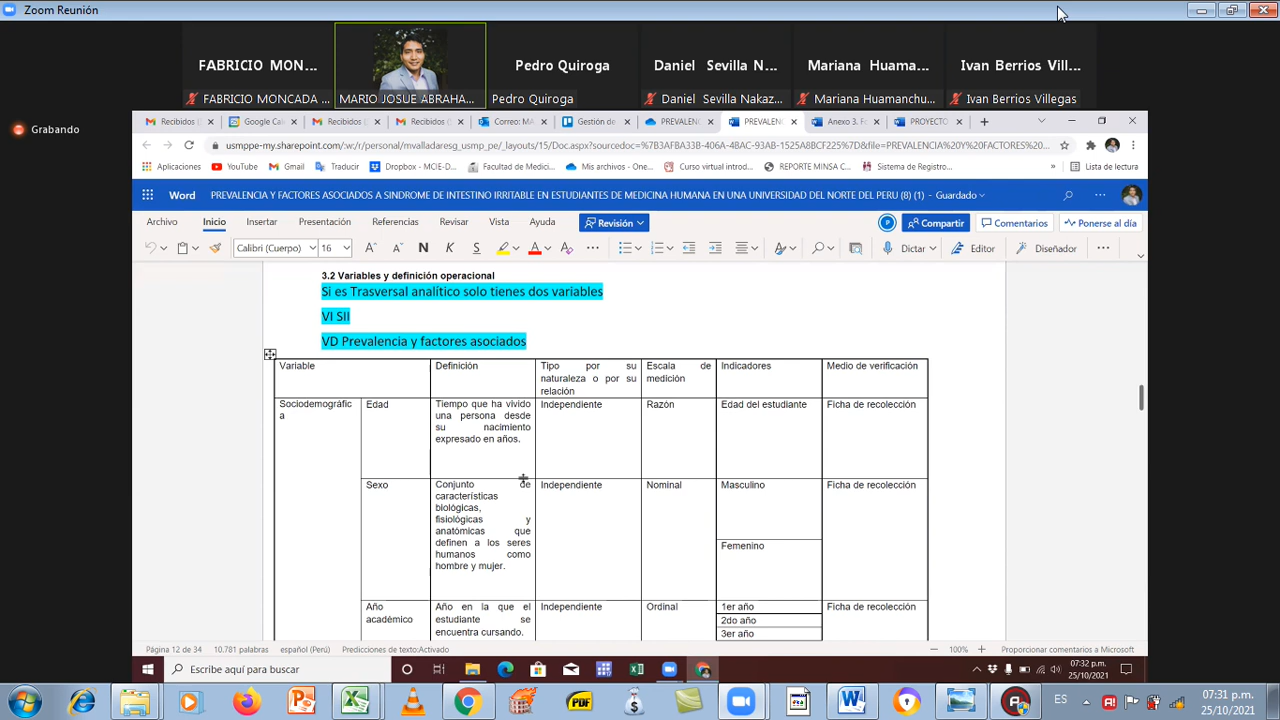 Zoom Reunión
FABRICIO MON...
Pedro Quiroga
Daniel Sevilla N...
Mariana Huama...
Ivan Berrios Vill...
FABRICIO MONCADA ...
MARIO JOSUE ABRAHA...
Pedro Quiroga
Daniel Sevilla Nakaz...
Mariana Huamanchu...
Ivan Berrios Villegas
Grabando
Recibidos (
Google Cale
Recibidos (
Recibidos (
Correo: MA
Gestión de
PREVALENC
PREVALENC
Anexo 3. Fo
PROYECTO
usmppe-my.sharepoint.com/:w:/r/personal/malladaresg_usmp_pe/_layouts/15/Doc.aspx?sourcedoc=%7B3AFBA33B-406A-4BAC-93AB-1525A8BCF225%7D&file=PREVALENCIA%20Y%20FACTORES%20...
Aplicaciones
YouTube
Gmail
Traducir
Dropbox - MCIE-D...
Facultad de Medici...
Mis archivos - One...
Curso virtual introd...
REPORTE MINSA C...
Sistema de Registro...
»
Lista de lectura
Word
PREVALENCIA Y FACTORES ASOCIADOS A SINDROME DE INTESTINO IRRITABLE EN ESTUDIANTES DE MEDICINA HUMANA EN UNA UNIVERSIDAD DEL NORTE DEL PERU (8) (1) - Guardado
Archivo
Inicio
Insertar
Presentación
Referencias
Revisar
Vista
Ayuda
Revisión
P
Compartir
Comentarios
Ponerse al día
Calibri (Cuerpo)
16
N
K
S
Dictar
Editor
Diseñador
3.2 Variables y definición operacional
Si es Trasversal analítico solo tienes dos variables
VI SII
VD Prevalencia y factores asociados
Variable
Definición
Tipo por su
naturaleza o por su
relación
Escala de
medición
Indicadores
Medio de verificación
Sociodemográfic
a
Edad
Tiempo que ha vivido
una persona desde
su nacimiento
expresado en años.
Independiente
Razón
Edad del estudiante
Ficha de recolección
Sexo
Conjunto de
características
biológicas,
fisiológicas y
anatómicas que
definen a los seres
humanos como
hombre y mujer.
Independiente
Nominal
Masculino
Femenino
Ficha de recolección
Año
académico
Año en la que el
estudiante se
encuentra cursando.
Independiente
Ordinal
1er año
2do año
3er año
Ficha de recolección
Página 12 de 34
10.781 palabras
español (Perú)
Predicciones de texto:Activado
100%
Proporcionar comentarios a Microsoft
Escribe aquí para buscar
07:32 p.m.
25/10/2021
ES
07:31 p.m.
25/10/2021